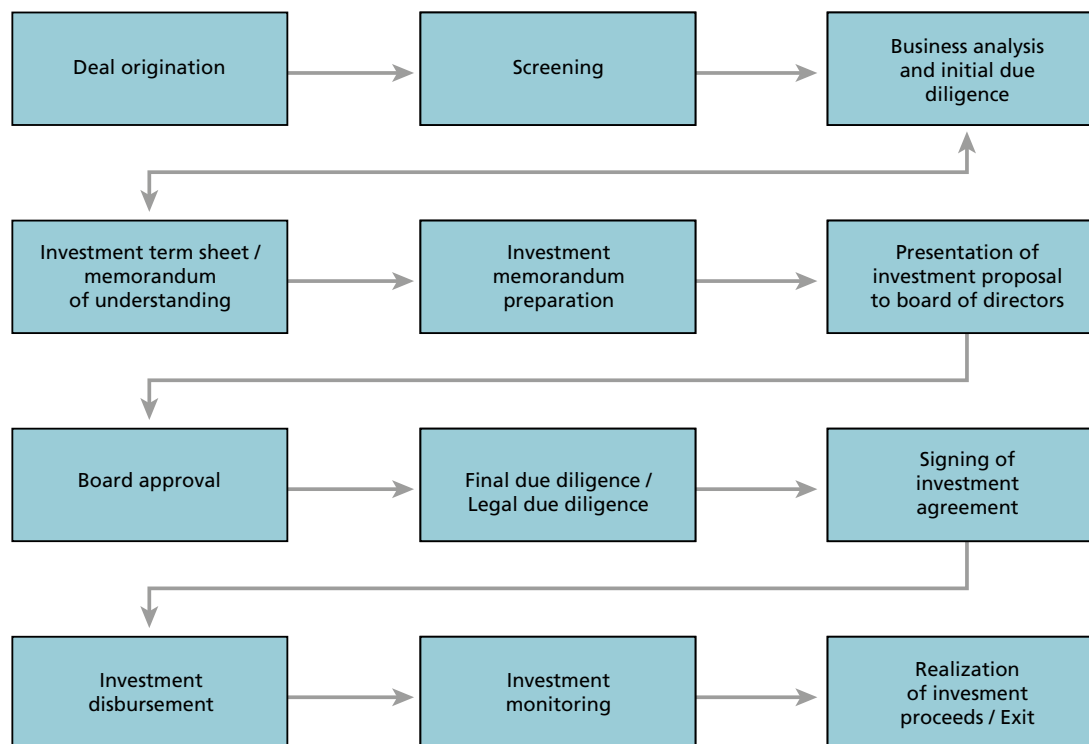 Deal origination
Screening
Business analysis
and initial due
diligence
Investment term sheet /
memorandum
of understanding
Investment
memorandum
preparation
Presentation of
investment proposal
to board of directors
Board approval
Final due diligence /
Legal due diligence
Signing of
investment
agreement
Investment
disbursement
Investment
monitoring
Realization
of invesment
proceeds / Exit